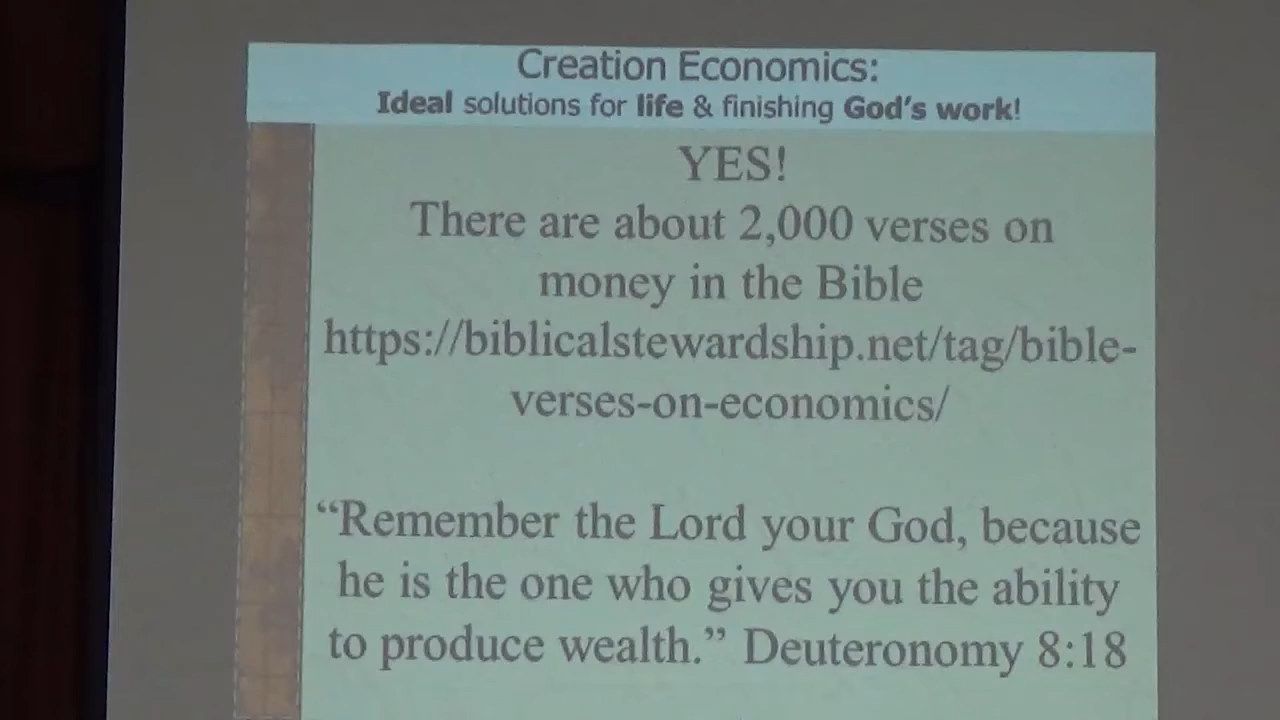 Creation Economics:
Ideal solutions for life & finishing God's work!
YES!
There are about 2,000 verses on
money in the Bible
https://biblicalstewardship.net/tag/bible-
verses-on-economics/
“Remember the Lord your God, because
he is the one who gives you the ability
to produce wealth.” Deuteronomy 8:18